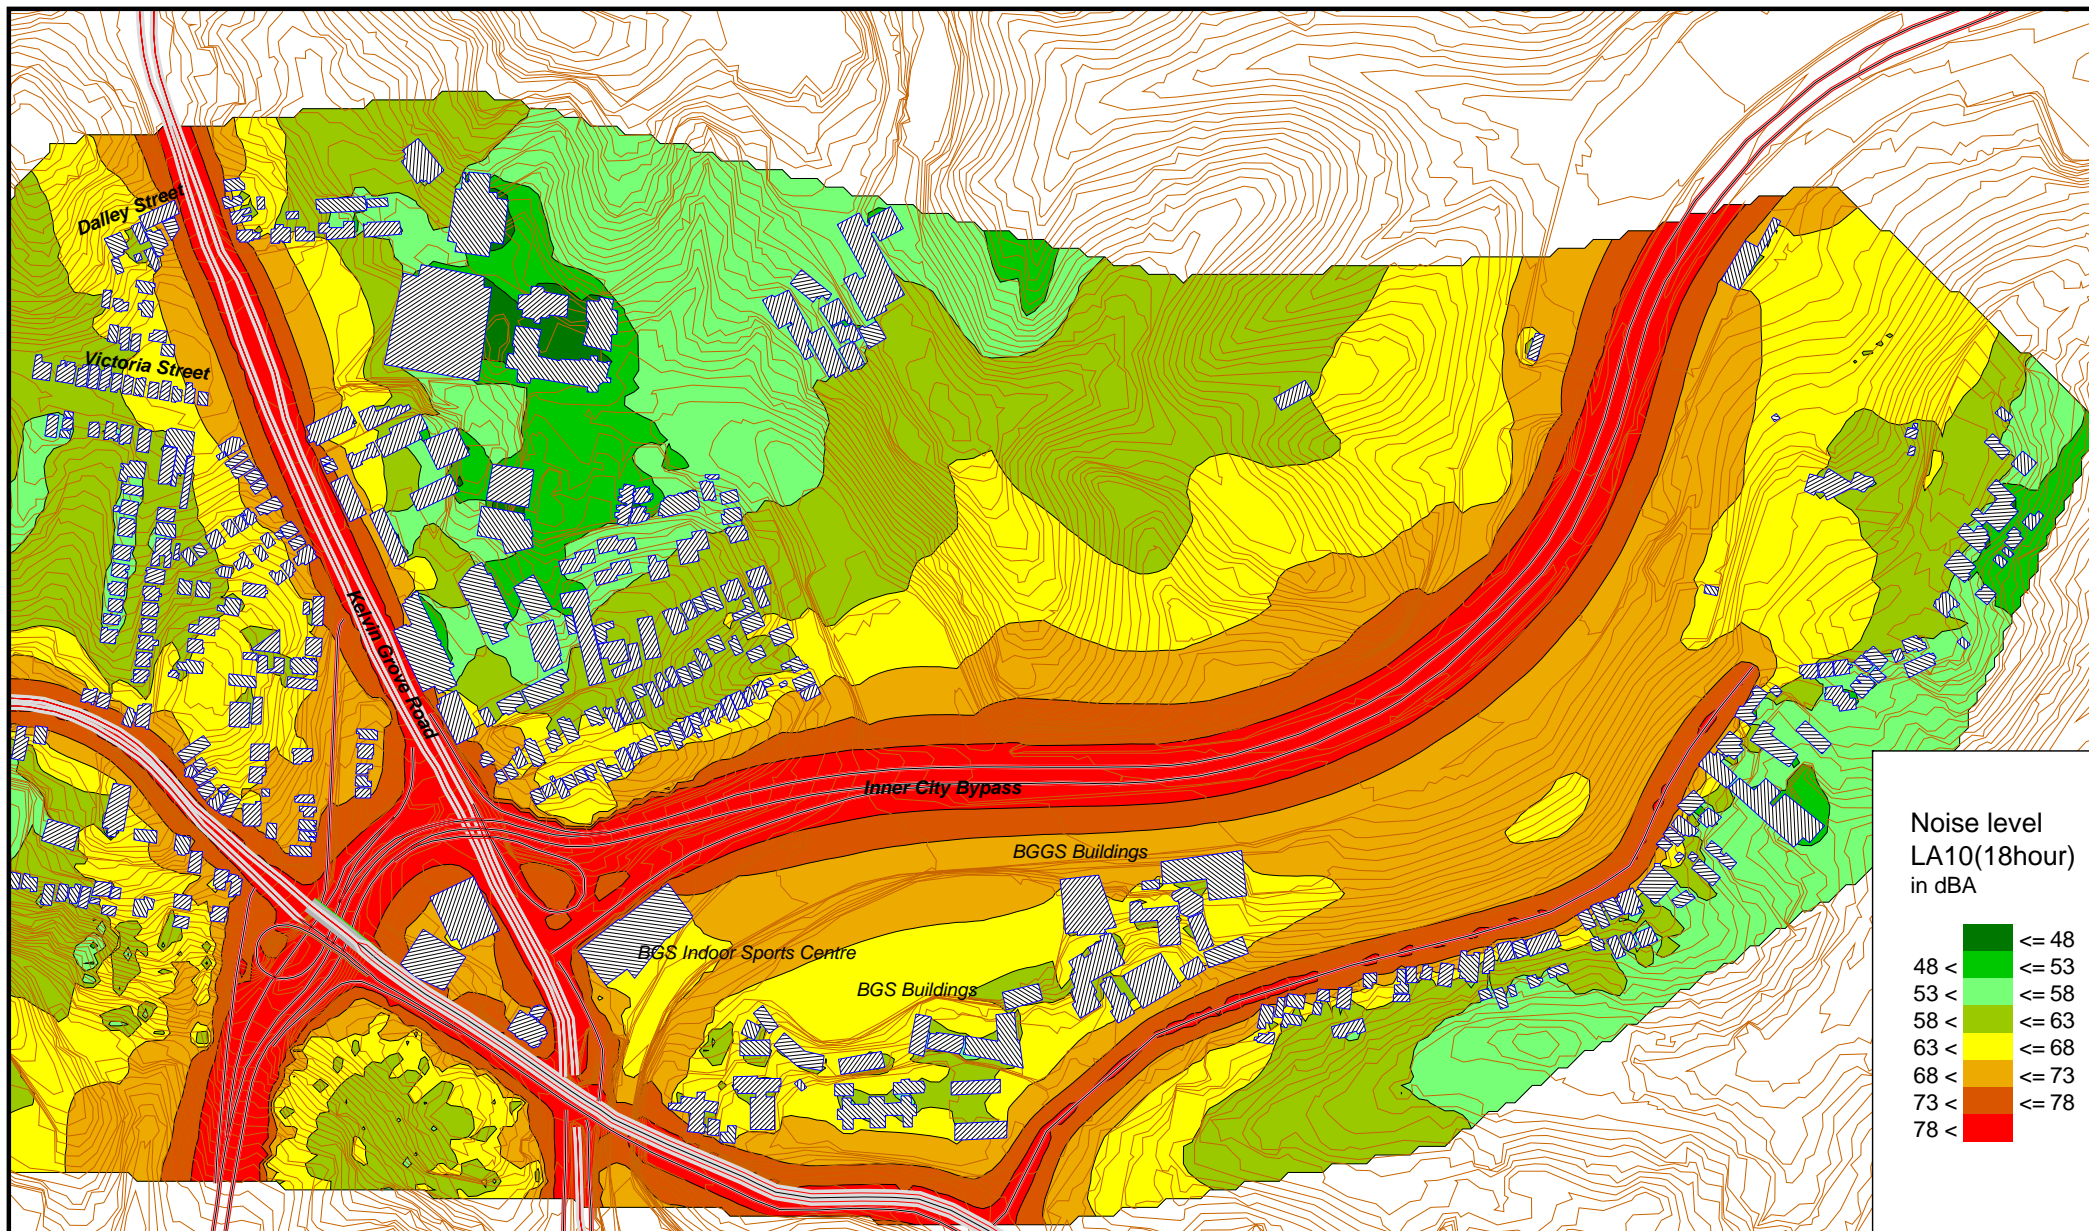 Dalley Street
Victoria Street
Kelvin Grove Road
Inner City Bypass
BGGS Buildings
BGS Indoor Sports Centre
BGS Buildings
Noise level
LA10(18hour)
in dBA
<= 48
48 < <= 53
53 < <= 58
58 < <= 63
63 < <= 68
68 < <= 73
73 < <= 78
78 <